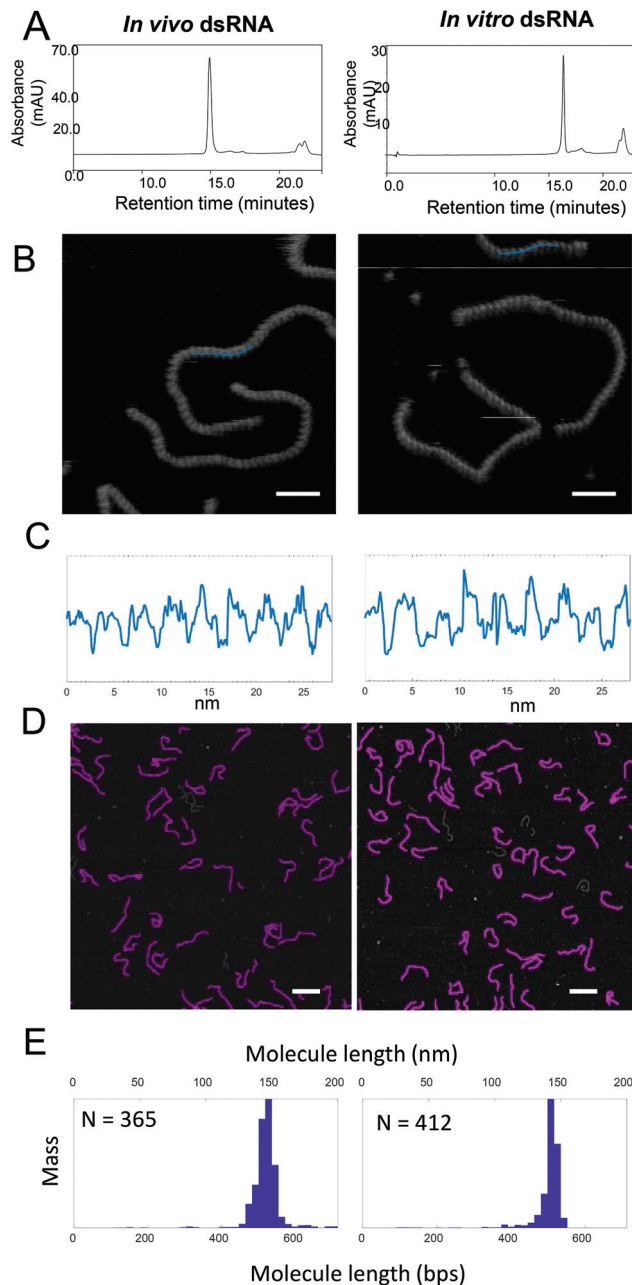 A
In vivo dsRNA
In vitro dsRNA
Absorbance
(mAU)
70.0
40.0
20.0
0.0
10.0
20.0
Retention time (minutes)
Absorbance
(mAU)
30
20
10
0.0
10.0
20.0
Retention time (minutes)
B
C
0 5 10 15 20 25
nm
0 5 10 15 20 25
nm
D
E
Molecule length (nm)
0 50 100 150 200
0 50 100 150 200
N = 365
N = 412
Mass
0 200 400 600
0 200 400 600
Molecule length (bps)